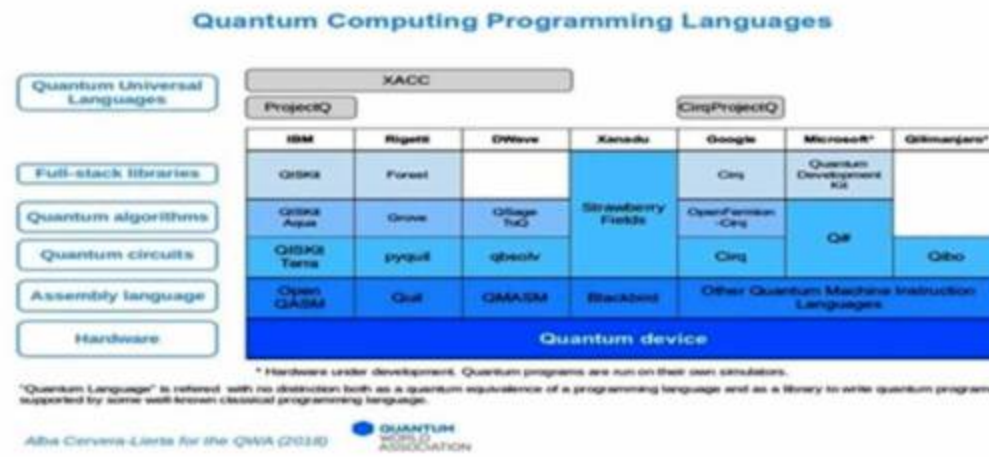 Quantum Computing Programming Languages
Quantum Universal
Languages
XACC
ProjectQ
CirqProjectQ
IBM
Rigetti
DWave
Xanadu
Google
Microsoft*
Qilimanjaro*
Full-stack libraries
QISKit
Forest
Cirq
Quantum
Development
Kit
Quantum algorithms
QISKit
Aqua
Grove
QSage
ToQ
Strawberry
Fields
OpenFermion
-Cirq
Q#
Quantum circuits
QISKit
Terra
pyquil
qbsolv
Cirq
Qibo
Assembly language
Open
QASM
Quil
QMASM
Blackbird
Other Quantum Machine Instruction
Languages
Hardware
Quantum device
* Hardware under development. Quantum programs are run on their own simulators.
"Quantum Language" is refered with no distinction both as a quantum equivalence of a programming language and as a library to write quantum program
supported by some well-known classical programming language.
Alba Cervera-Lierta for the QWA (2018)
QUANTUM
WORLD
ASSOCIATION